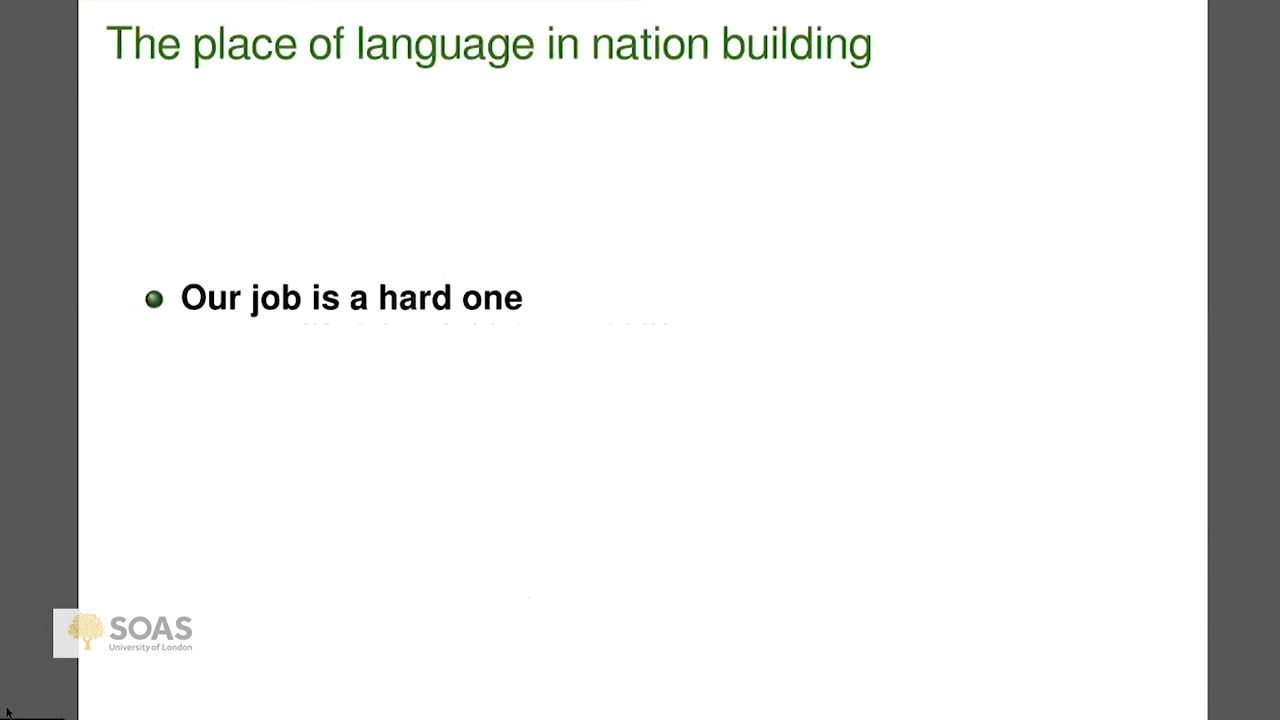 The place of language in nation building
Our job is a hard one
SOAS
University of London